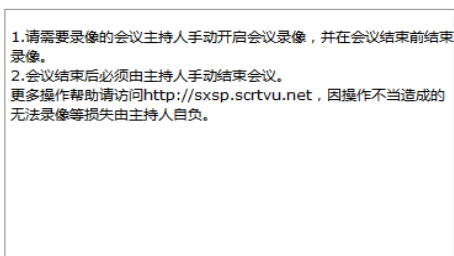 1.请需要录像的会议主持人手动开启会议录像，并在会议结束前结束
录像。
2.会议结束后必须由主持人手动结束会议。
更多操作帮助请访问http://sxsp.scrtvu.net，因操作不当造成的
无法录像等损失由主持人自负。